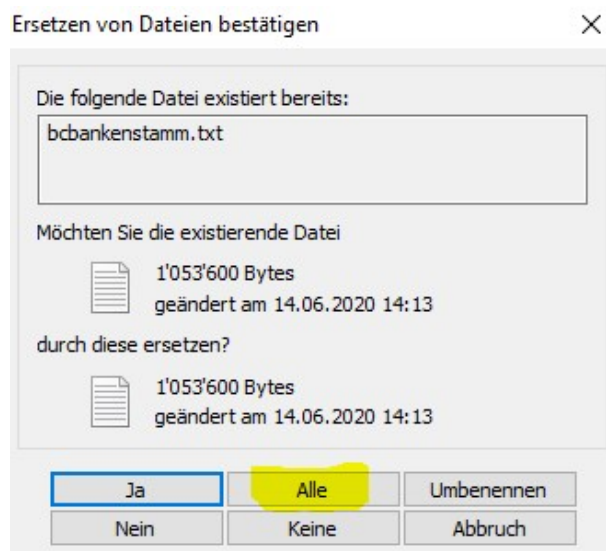 Ersetzen von Dateien bestätigen
Die folgende Datei existiert bereits:
bcbankenstamm.txt
Möchten Sie die existierende Datei
1'053'600 Bytes
geändert am 14.06.2020 14:13
durch diese ersetzen?
1'053'600 Bytes
geändert am 14.06.2020 14:13
Ja Alle Umbenennen
Nein Keine Abbruch